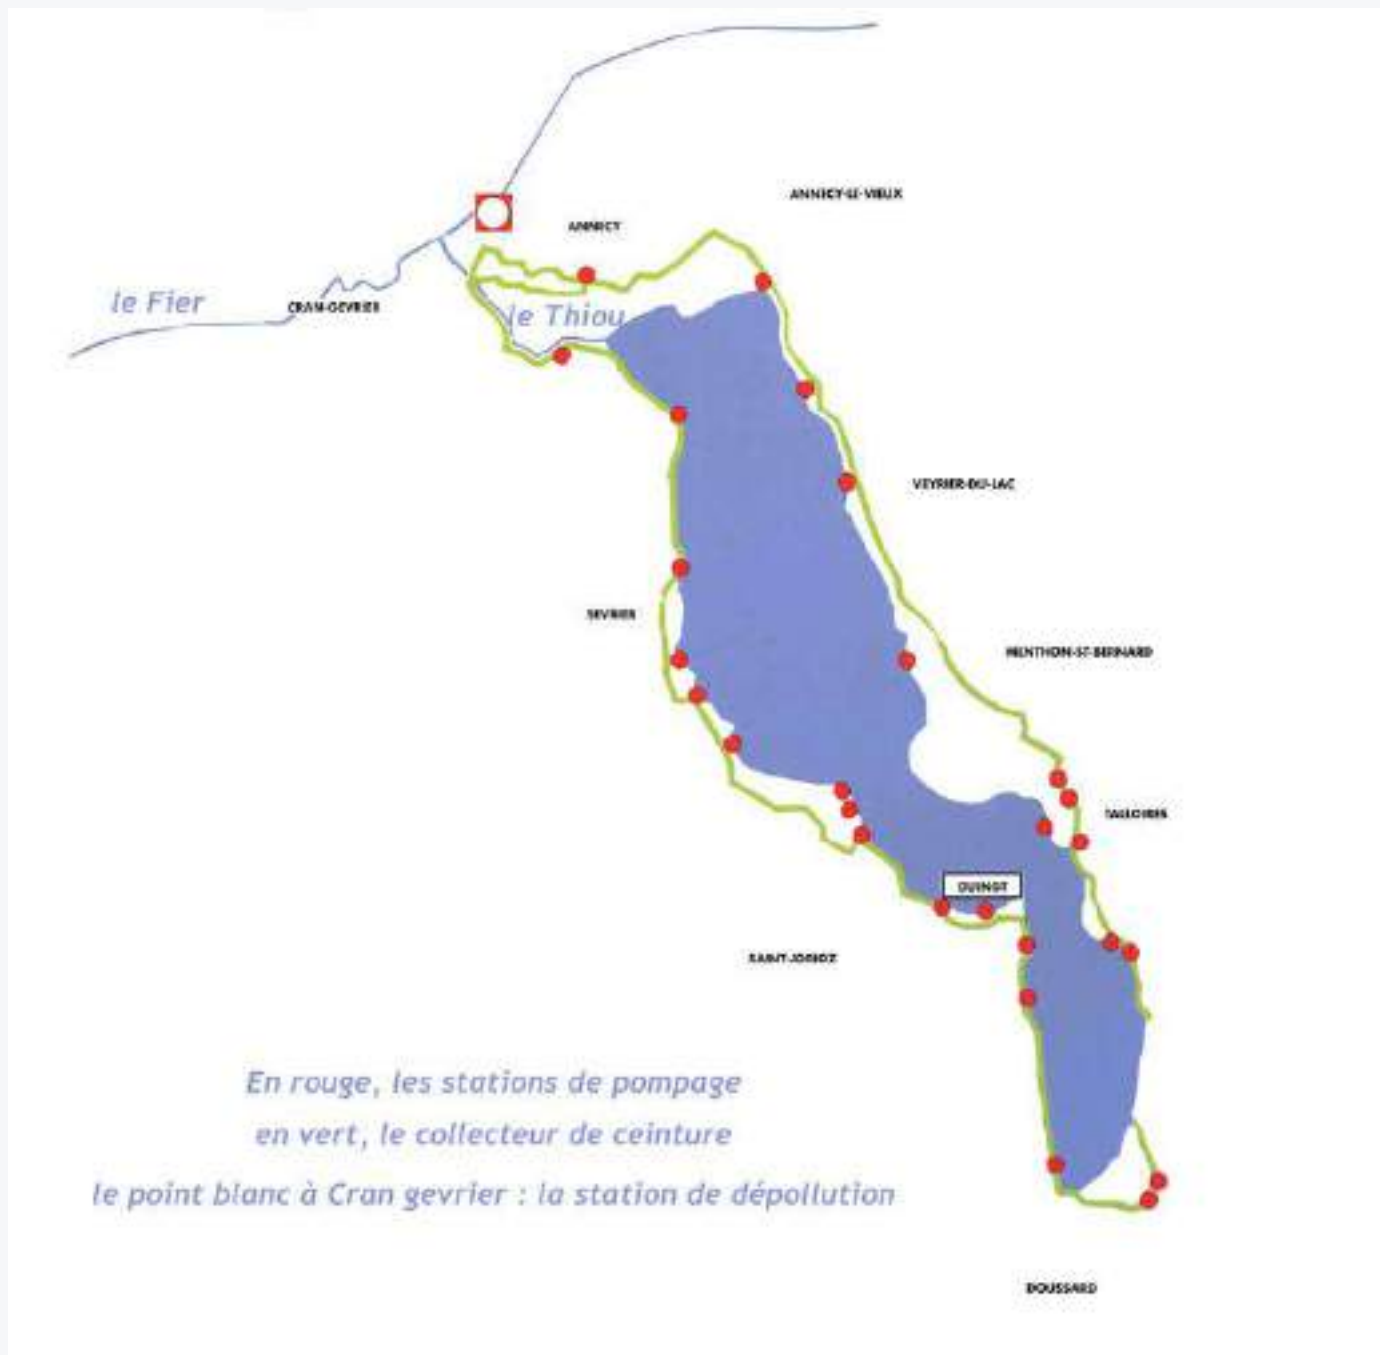 ANNECY-LE-VIEUX
ANNECY
le Fier
CRAN-GEVRIER
le Thiou
VEYRIER-DU-LAC
SEVRIER
MENTHON-ST-BERNARD
TALLOIRES
DUINGT
SAINT-JORIOZ
En rouge, les stations de pompage
en vert, le collecteur de ceinture
le point blanc à Cran gevrier : la station de dépollution
DOUSSARD